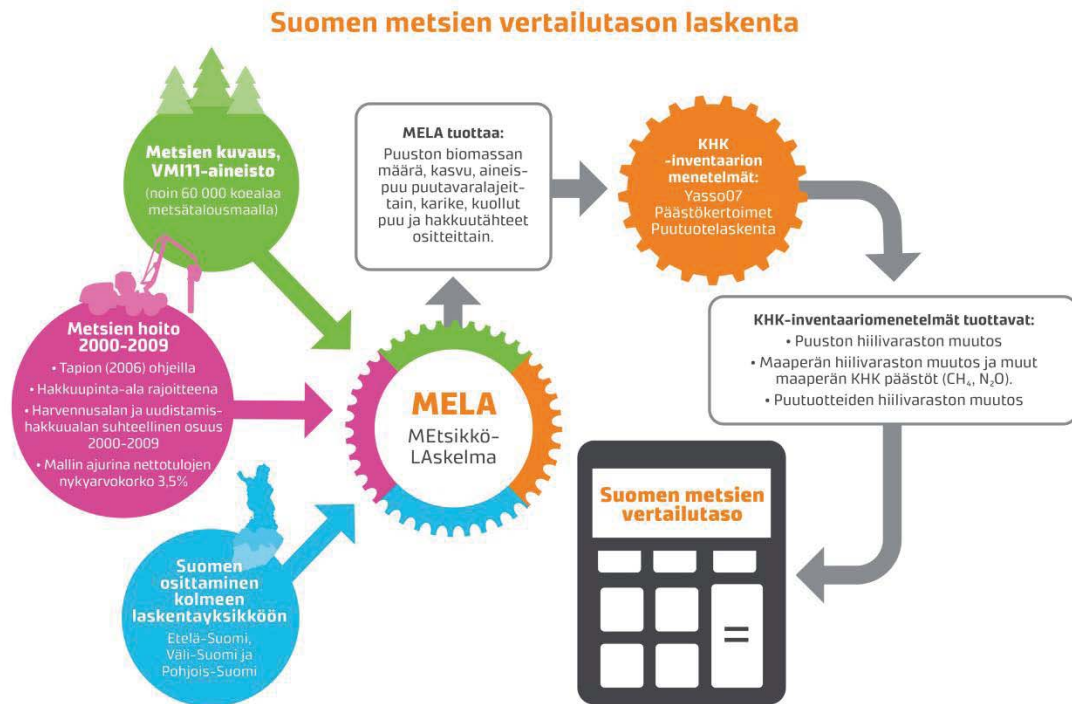 Suomen metsien vertailutason laskenta
Metsien kuvaus,
VMI11-aineisto
(noin 60 000 koealaa
metsätalousmaalla)
Metsien hoito
2000-2009
• Tapion (2006) ohjeilla
• Hakkuupinta-ala rajoitteena
• Harvennusalan ja uudistamis-
hakkuualan suhteellinen osuus
2000-2009
• Mallin ajurina nettotulojen
nykyarvokorko 3,5%
Suomen
osittaminen
kolmeen
laskentayksikköön
Etelä-Suomi,
Väli-Suomi ja
Pohjois-Suomi
MELA
MEtsikkö-
LAskelma
MELA tuottaa:
Puuston biomassan
määrä, kasvu, aineis-
puu puutavaralajeit-
tain, karike, kuollut
puu ja hakkuutähteet
ositteittain.
KHK
-inventaarion
menetelmät:
Yasso07
Päästökertoimet
Puutuotelaskenta
KHK-inventaariomenetelmät tuottavat:
• Puuston hiilivaraston muutos
• Maaperän hiilivaraston muutos ja muut
maaperän KHK päästöt (CH₄, N₂O).
• Puutuotteiden hiilivaraston muutos
Suomen metsien
vertailutaso
=